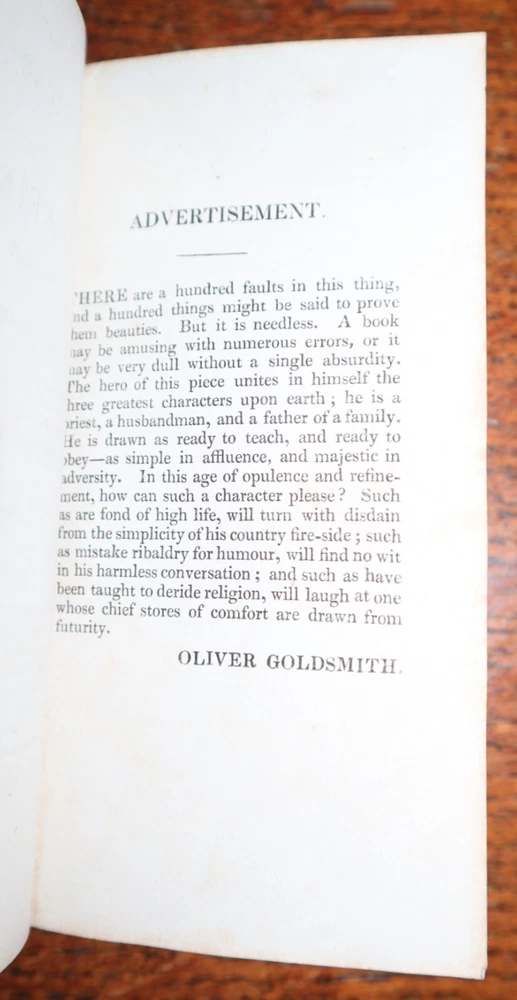 ADVERTISEMENT.
HERE are a hundred faults in this thing,
nd a hundred things might be said to prove
hem beauties. But it is needless. A book
may be amusing with numerous errors, or it
may be very dull without a single absurdity.
The hero of this piece unites in himself the
hree greatest characters upon earth; he is a
priest, a husbandman, and a father of a family.
He is drawn as ready to teach, and ready to
obey—as simple in affluence, and majestic in
adversity. In this age of opulence and refine-
ment, how can such a character please? Such
as are fond of high life, will turn with disdain
from the simplicity of his country fire-side; such
as mistake ribaldry for humour, will find no wit
in his harmless conversation; and such as have
been taught to deride religion, will laugh at one
whose chief stores of comfort are drawn from
futurity.
OLIVER GOLDSMITH.